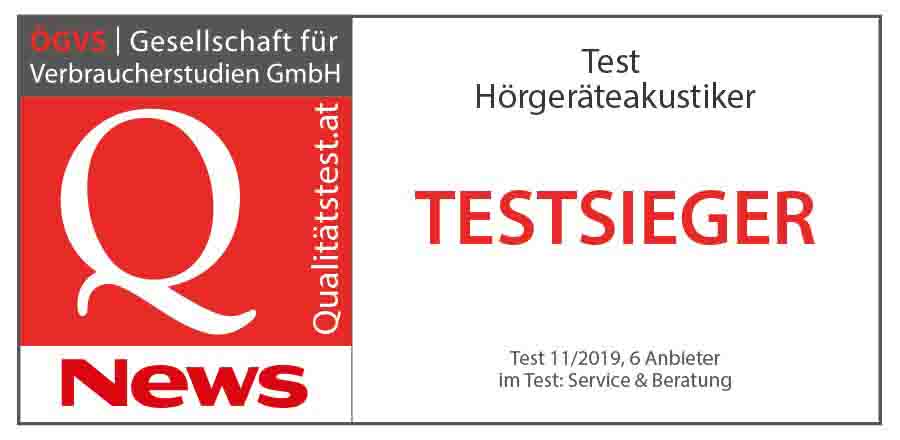 ÖGVS | Gesellschaft für
Verbraucherstudien GmbH
Q
Qualitätstest.at
News
Test
Hörgeräteakustiker
TESTSIEGER
Test 11/2019, 6 Anbieter
im Test: Service & Beratung